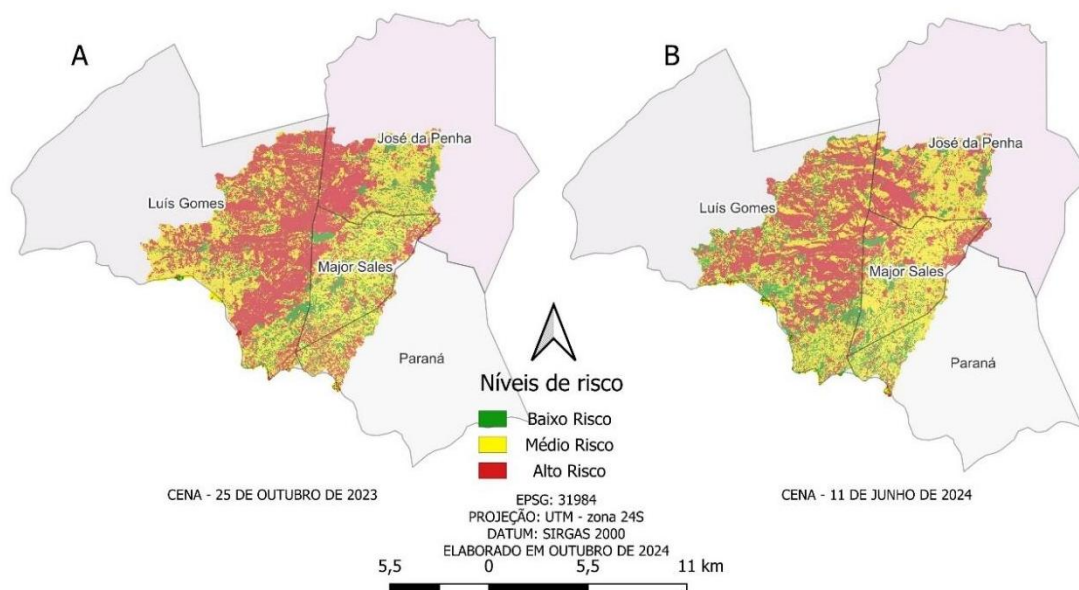 A
B
José da Penha
José da Penha
Luís Gomes
Luís Gomes
Major Sales
Major Sales
Paraná
Paraná
Níveis de risco
Baixo Risco
Médio Risco
Alto Risco
CENA - 25 DE OUTUBRO DE 2023
CENA - 11 DE JUNHO DE 2024
EPSG: 31984
PROJEÇÃO: UTM - zona 24S
DATUM: SIRGAS 2000
ELABORADO EM OUTUBRO DE 2024
5,5 0 5,5 11 km